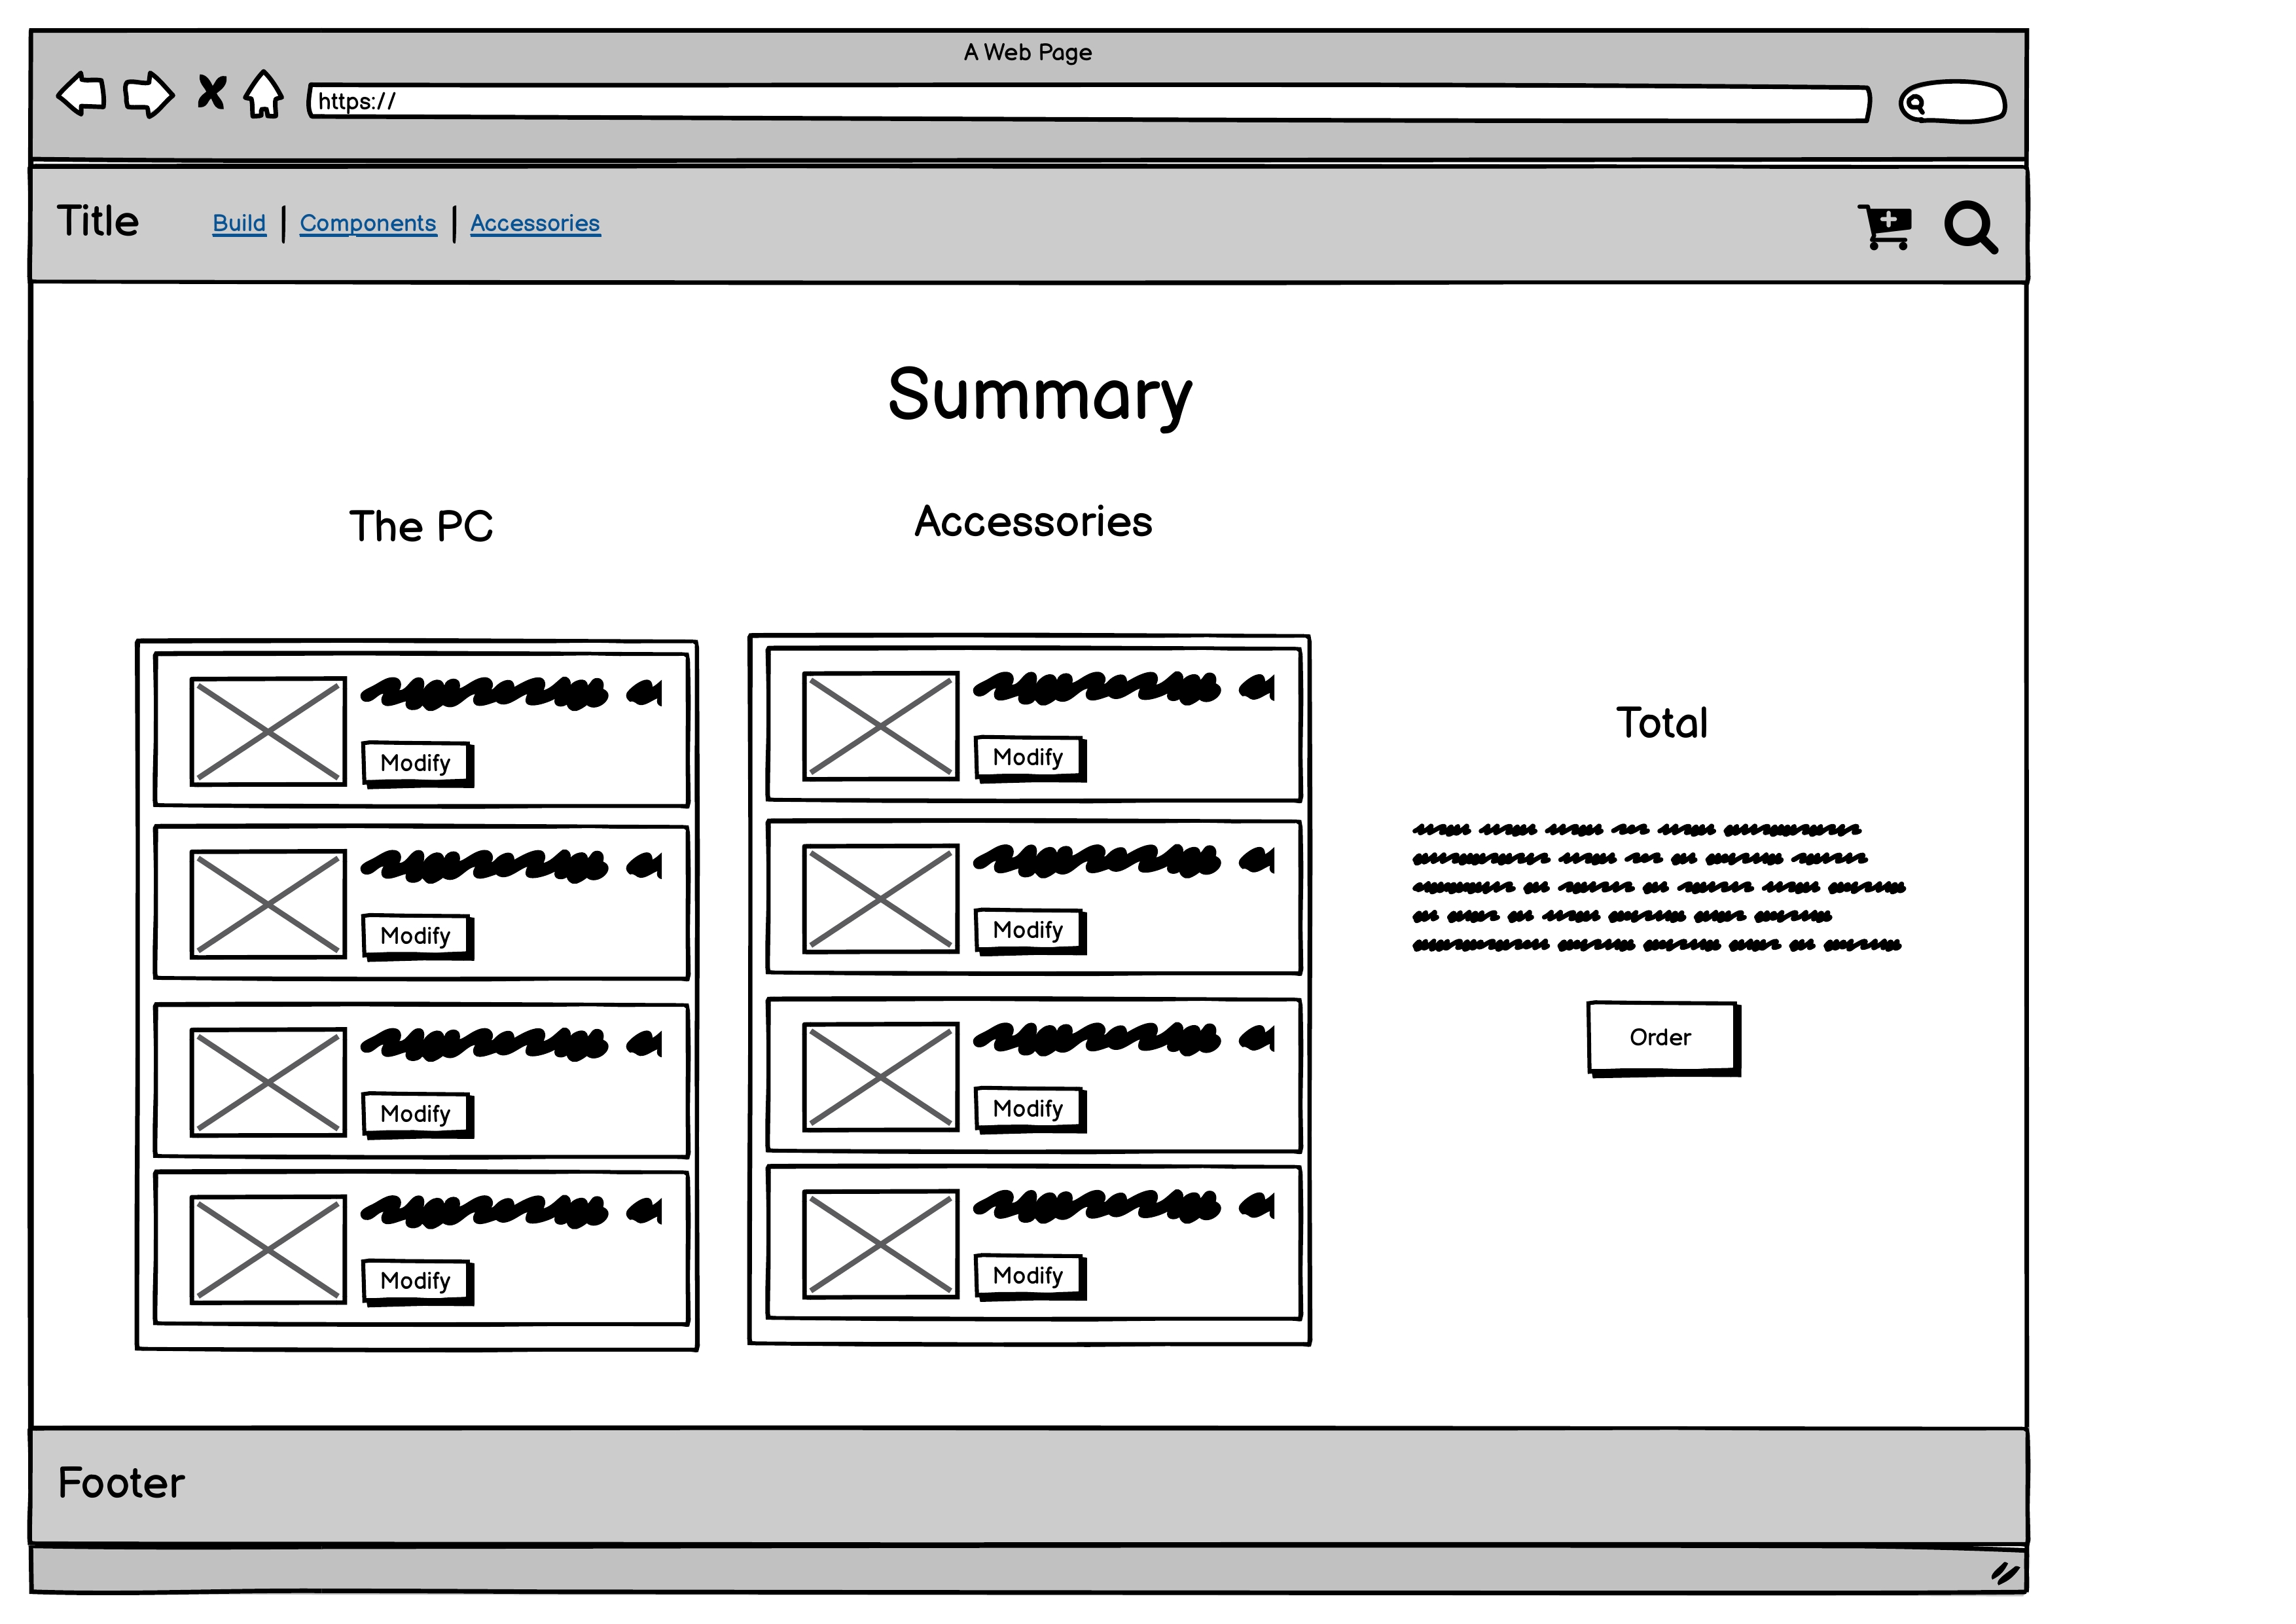 A Web Page
https://
Title
Build | Components | Accessories
Summary
The PC
Accessories
Modify
Modify
Modify
Modify
Modify
Modify
Modify
Modify
Total
Order
Footer